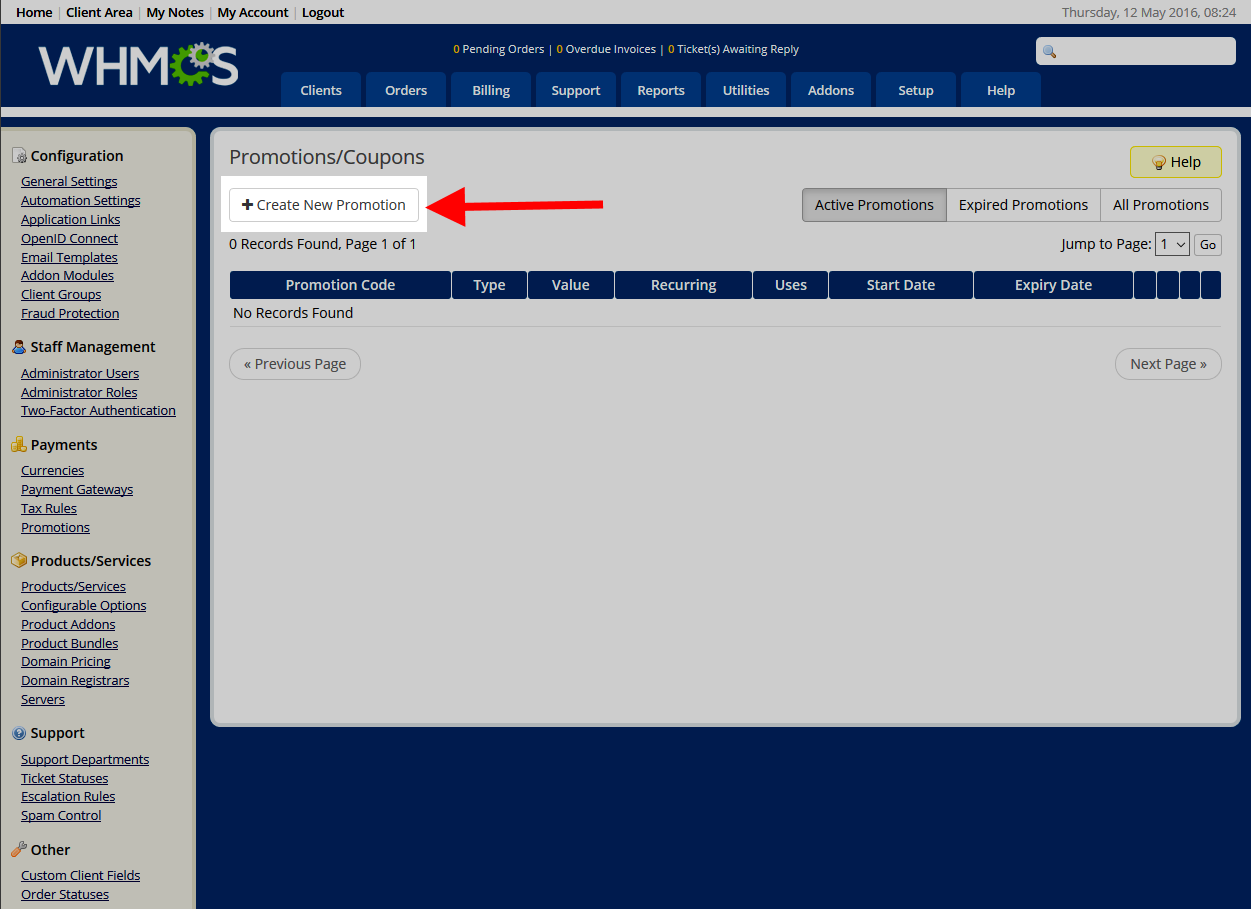 Home | Client Area | My Notes | My Account | Logout
Thursday, 12 May 2016, 08:24
WHMCS
0 Pending Orders | 0 Overdue Invoices | 0 Ticket(s) Awaiting Reply
Clients Orders Billing Support Reports Utilities Addons Setup Help
Configuration
General Settings
Automation Settings
Application Links
OpenID Connect
Email Templates
Addon Modules
Client Groups
Fraud Protection
Staff Management
Administrator Users
Administrator Roles
Two-Factor Authentication
Payments
Currencies
Payment Gateways
Tax Rules
Promotions
Products/Services
Products/Services
Configurable Options
Product Addons
Product Bundles
Domain Pricing
Domain Registrars
Servers
Support
Support Departments
Ticket Statuses
Escalation Rules
Spam Control
Other
Custom Client Fields
Order Statuses
Promotions/Coupons
Help
+ Create New Promotion
Active Promotions Expired Promotions All Promotions
0 Records Found, Page 1 of 1
Jump to Page: 1 Go
Promotion Code Type Value Recurring Uses Start Date Expiry Date
No Records Found
« Previous Page
Next Page »